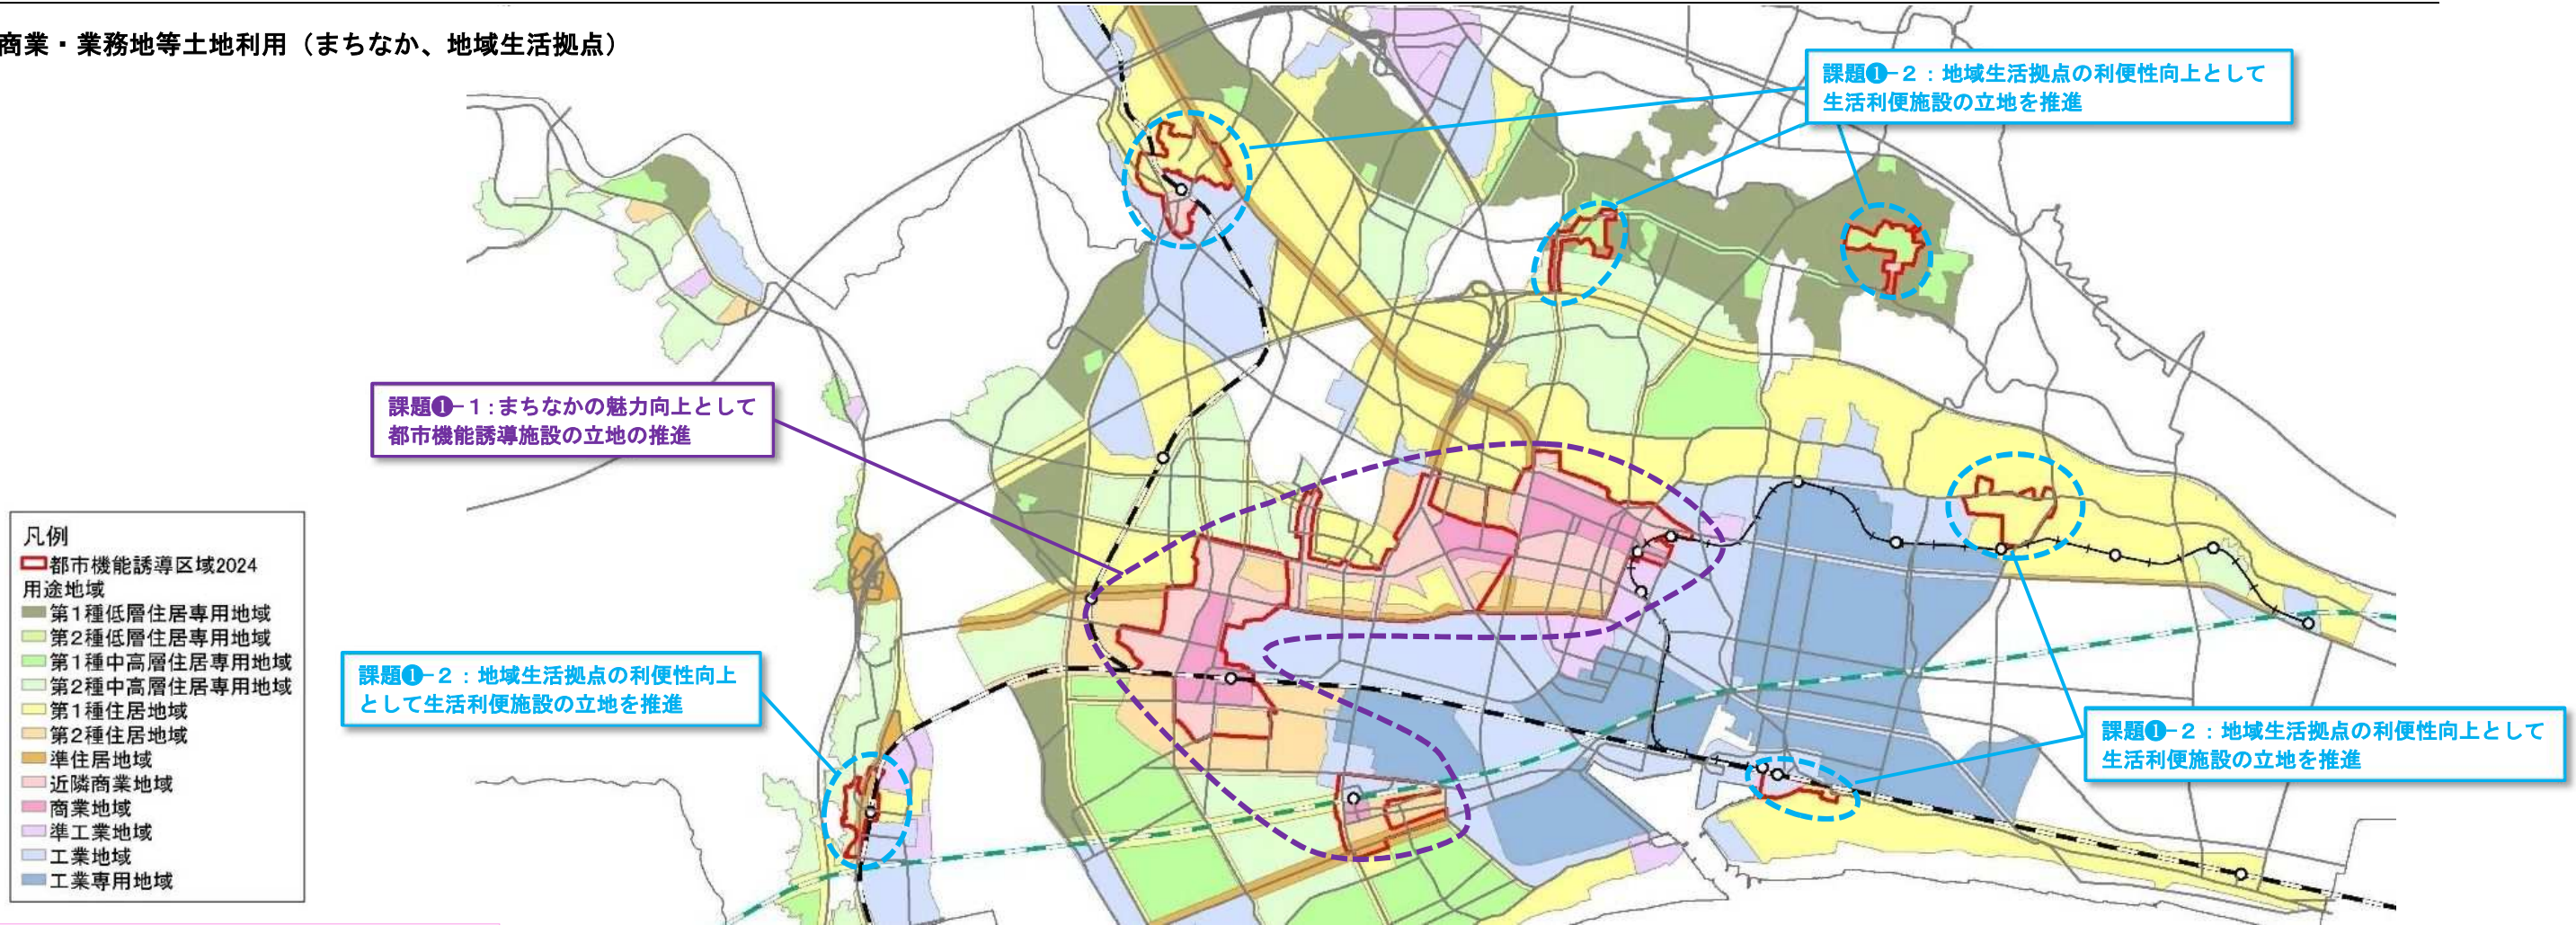 商業・業務地等土地利用（まちなか、地域生活拠点）
課題❶-２：地域生活拠点の利便性向上として
生活利便施設の立地を推進
課題❶-１：まちなかの魅力向上として
都市機能誘導施設の立地の推進
凡例
都市機能誘導区域2024
用途地域
第1種低層住居専用地域
第2種低層住居専用地域
第1種中高層住居専用地域
第2種中高層住居専用地域
第1種住居地域
第2種住居地域
準住居地域
近隣商業地域
商業地域
準工業地域
工業地域
工業専用地域
課題❶-２：地域生活拠点の利便性向上
として生活利便施設の立地を推進
課題❶-２：地域生活拠点の利便性向上として
生活利便施設の立地を推進